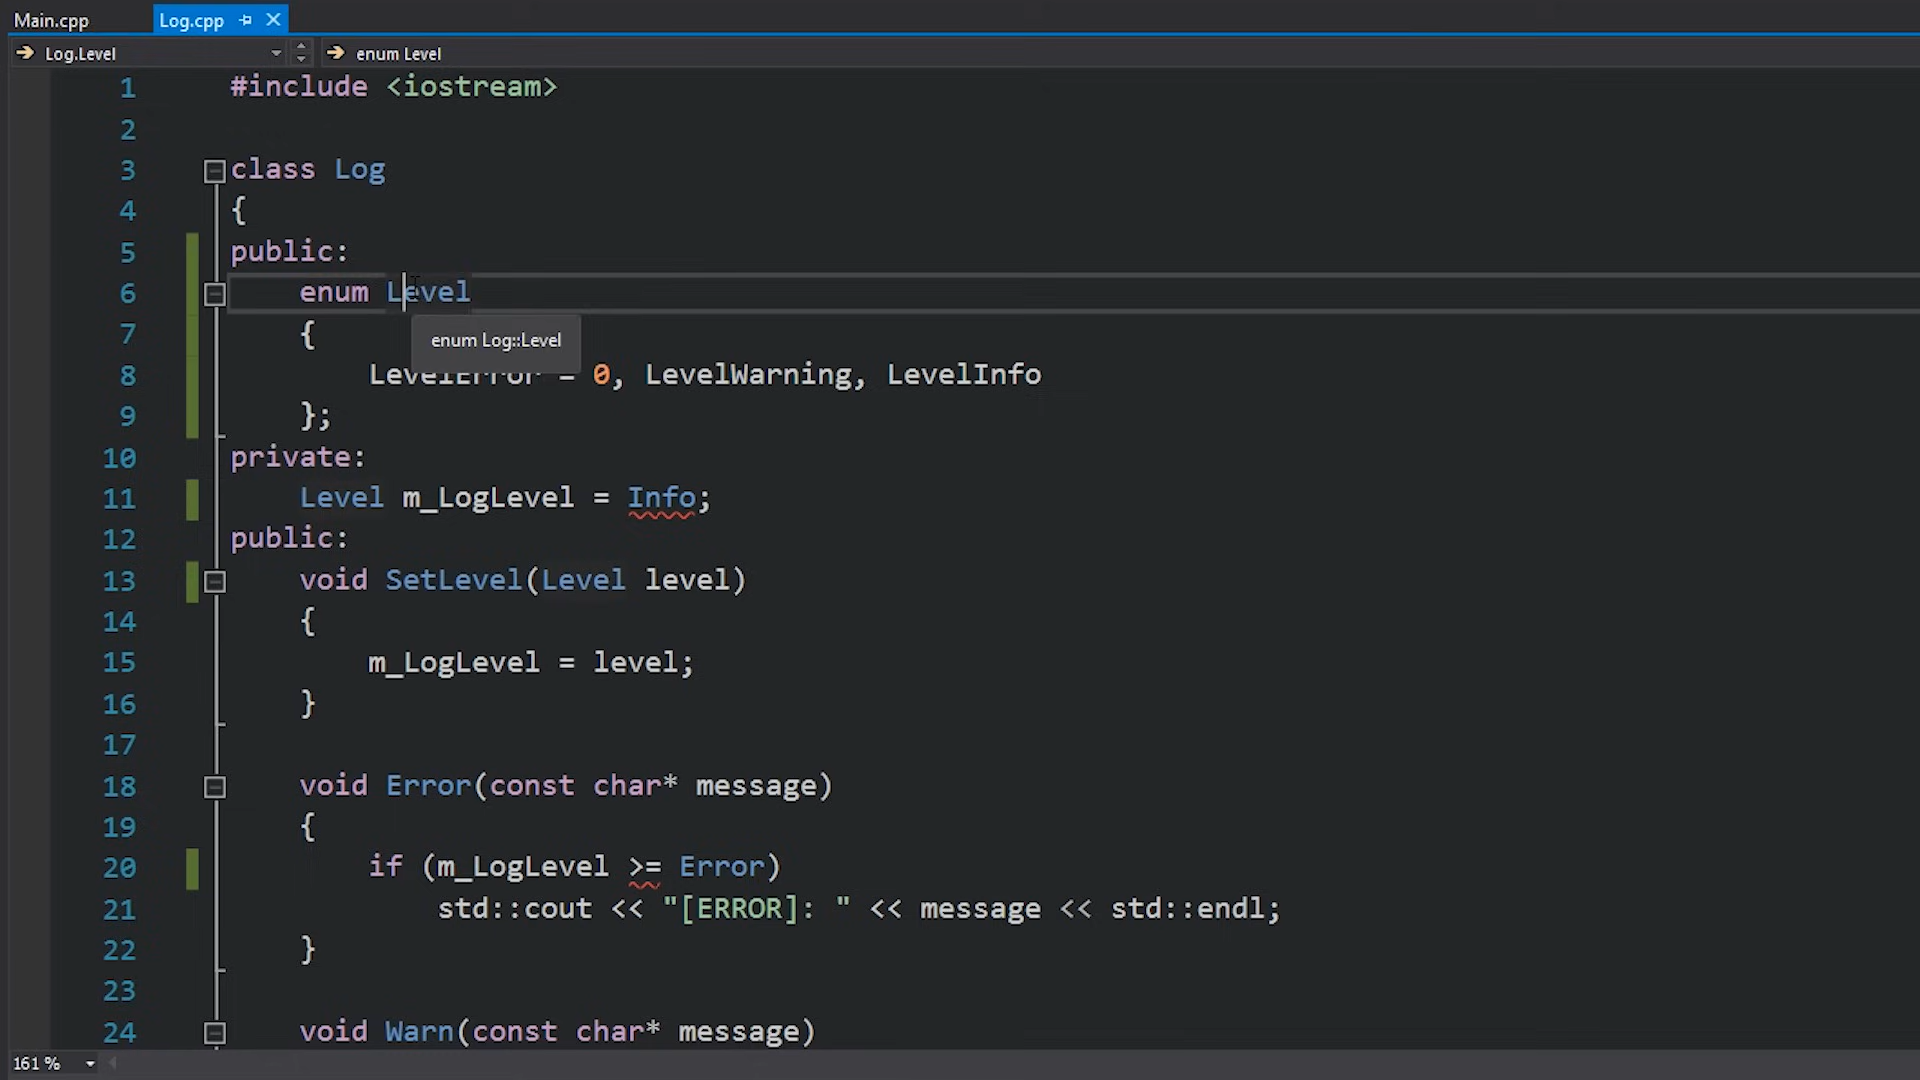 Main.cpp Log.cpp
Log.Level enum Level
1 #include <iostream>
2
3 class Log
4 {
5 public:
6 enum Level
7 {
enum Log::Level
8 LevelError = 0, LevelWarning, LevelInfo
9 };
10 private:
11 Level m_LogLevel = Info;
12 public:
13 void SetLevel(Level level)
14 {
15 m_LogLevel = level;
16 }
17
18 void Error(const char* message)
19 {
20 if (m_LogLevel >= Error)
21 std::cout << "[ERROR]: " << message << std::endl;
22 }
23
24 void Warn(const char* message)
161 %